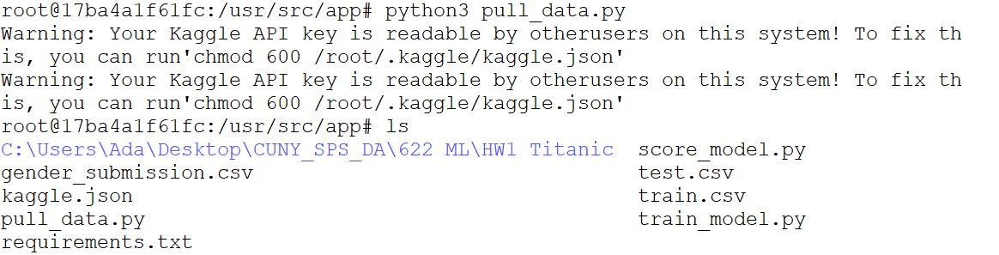 root@17ba4a1f61fc:/usr/src/app# python3 pull_data.py
Warning: Your Kaggle API key is readable by otherusers on this system! To fix th
is, you can run'chmod 600 /root/.kaggle/kaggle.json'
Warning: Your Kaggle API key is readable by otherusers on this system! To fix th
is, you can run'chmod 600 /root/.kaggle/kaggle.json'
root@17ba4a1f61fc:/usr/src/app# ls
C:\Users\Ada\Desktop\CUNY_SPS_DA\622 ML\HW1 Titanic  score_model.py
gender_submission.csv                                test.csv
kaggle.json                                          train.csv
pull_data.py                                         train_model.py
requirements.txt